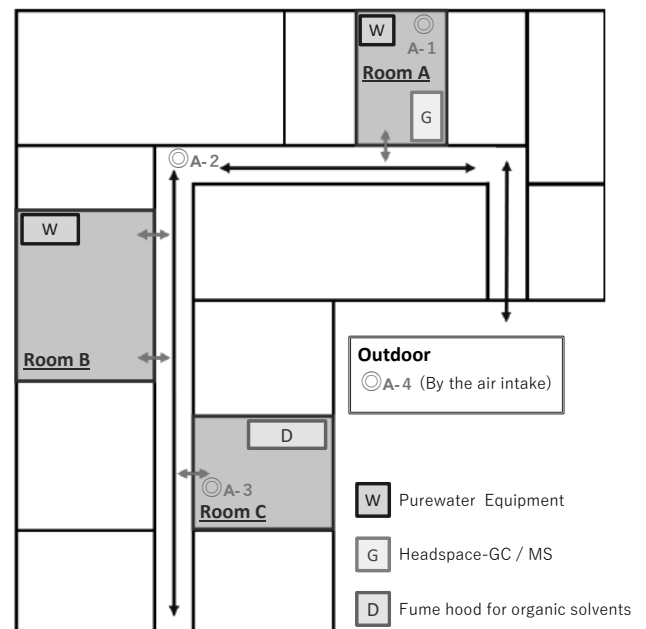 W
A-1
Room A
G
A-2
W
Room B
Outdoor
A-4 (By the air intake)
D
A-3
Room C
W Purewater Equipment
G Headspace-GC / MS
D Fume hood for organic solvents